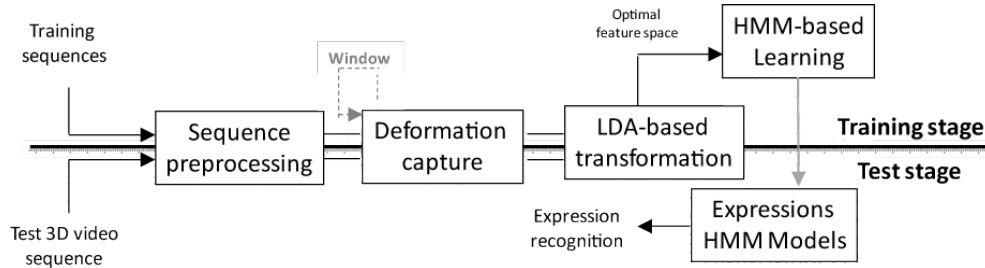 Training
sequences
Window
Optimal
feature space
HMM-based
Learning
Sequence
preprocessing
Deformation
capture
LDA-based
transformation
Training stage
Test stage
Test 3D video
sequence
Expression
recognition
Expressions
HMM Models